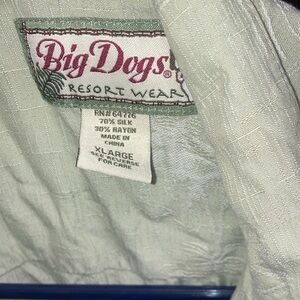 Big Dogs
RESORT WEAR
RN# 64776
70% SILK
30% RAYON
MADE IN
CHINA
XLARGE
SEE REVERSE
FOR CARE